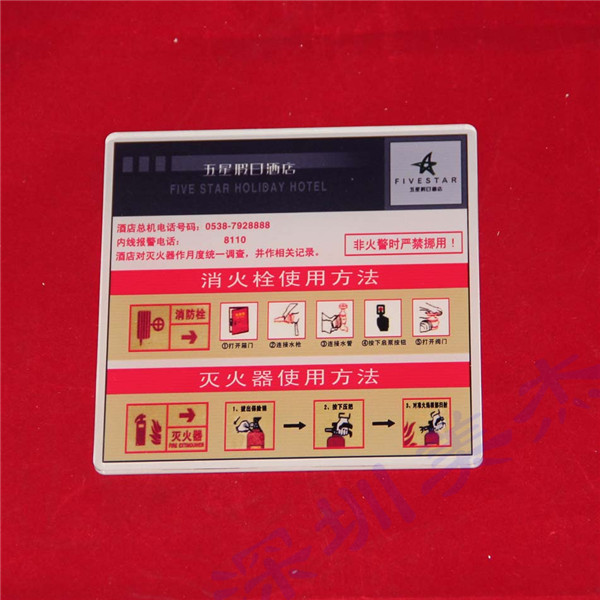 五星假日酒店
FIVE STAR HOLIBAY HOTEL
FIVESTAR
五星假日酒店
酒店总机电话号码: 0538-7928888
内线报警电话: 8110
酒店对灭火器作月度统一调查，并作相关记录。
非火警时严禁挪用！
消火栓使用方法
消防栓
①打开箱门
②连接水枪
③连接水管
④按下启泵按钮
⑤打开阀门
灭火器使用方法
灭火器
FIRE EXTINGUISHER
1、拔出保险销
2、按下压把
3、对准火焰根部扫射
深圳美杰